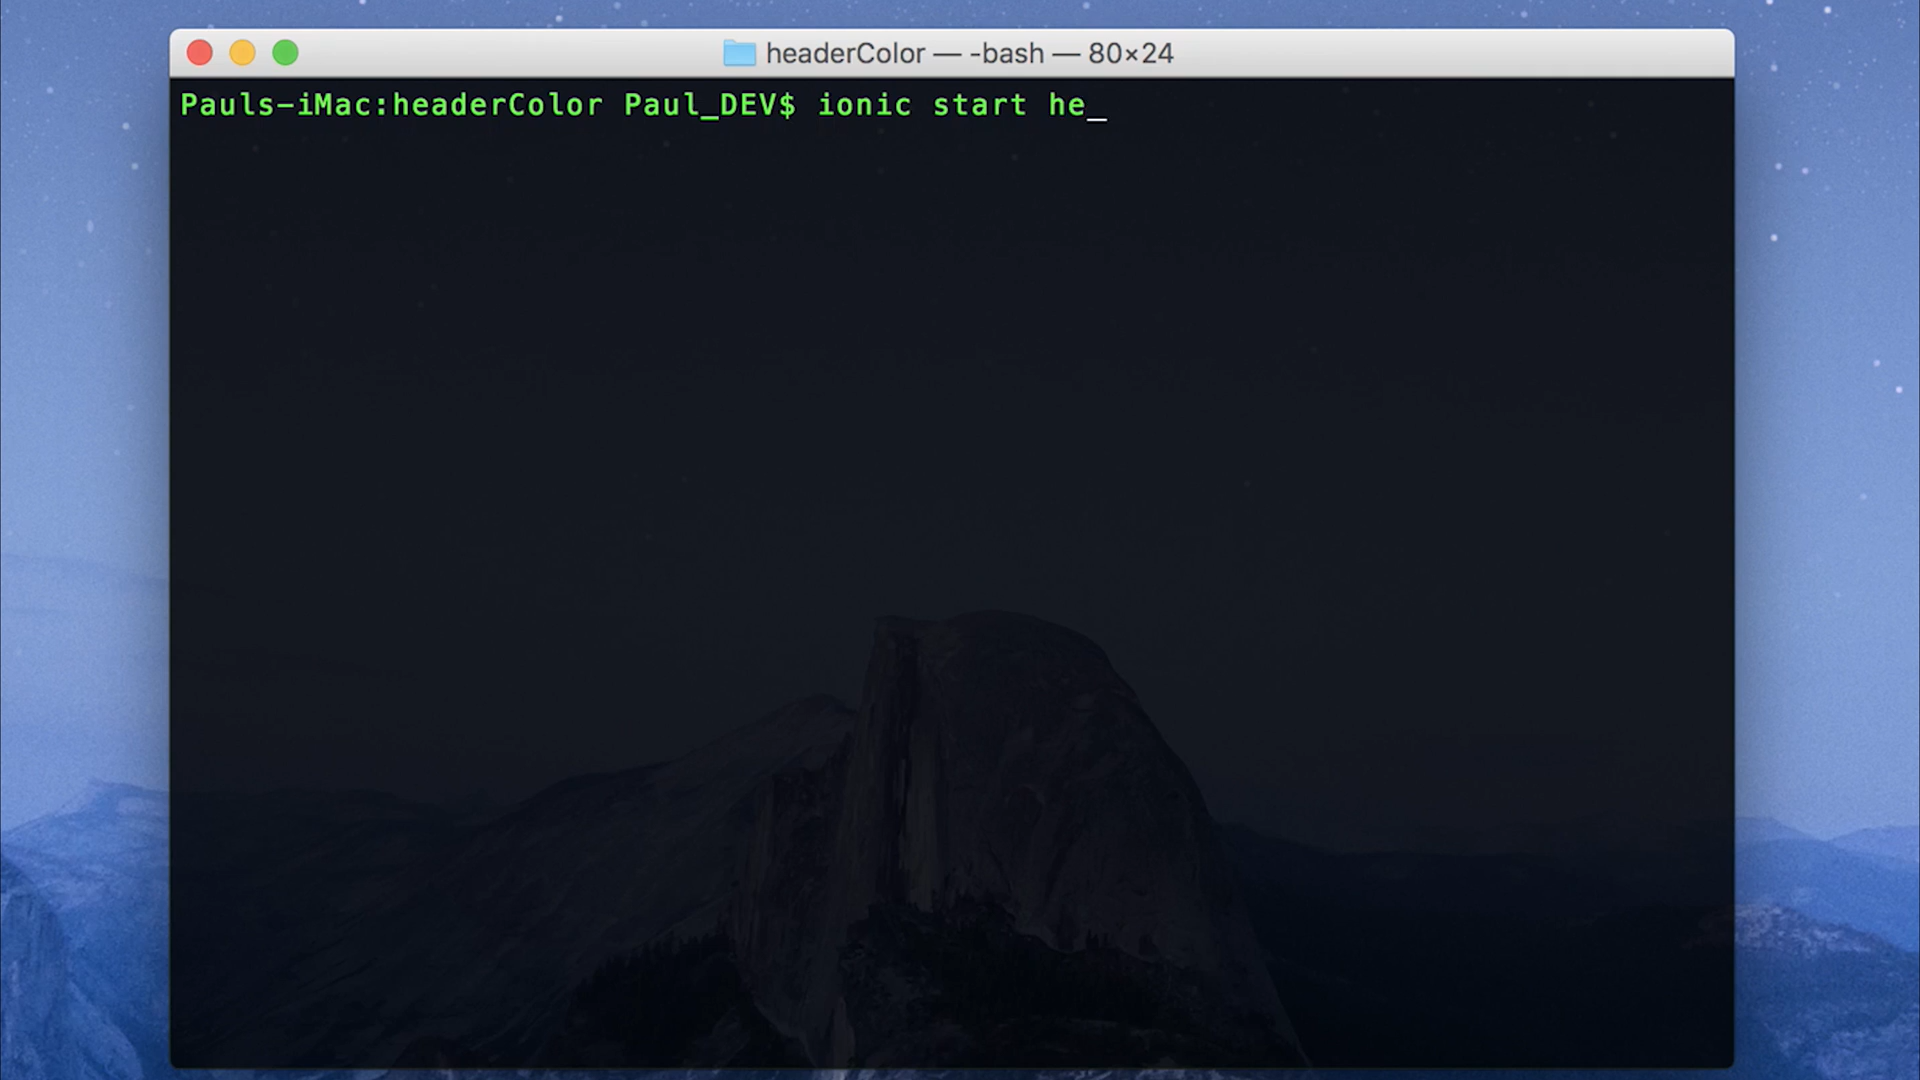 headerColor — -bash — 80×24
Pauls-iMac:headerColor Paul_DEV$ ionic start he_